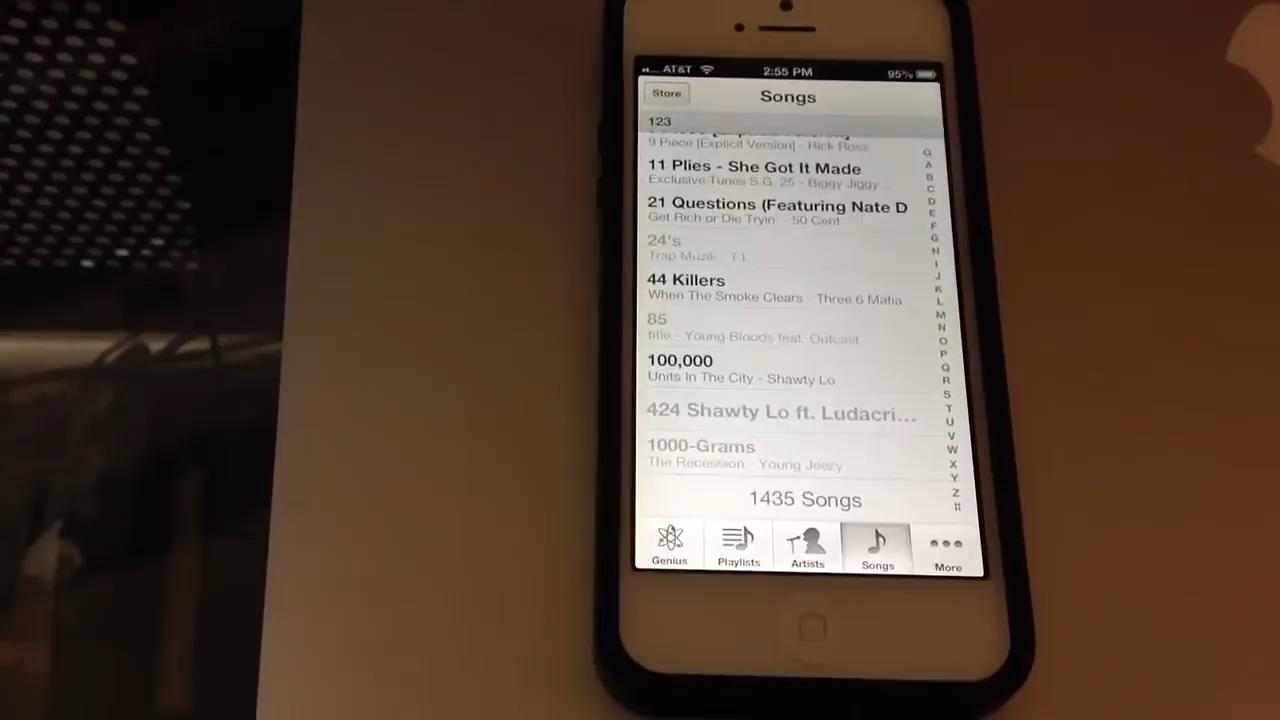 AT&T 2:55 PM 95%
Store Songs
123
9 Piece [Explicit Version] - Rick Ross
11 Plies - She Got It Made
Exclusive Tunes S.G. 25 - Biggy Jiggy
21 Questions (Featuring Nate D
Get Rich or Die Tryin' - 50 Cent
24's
Trap Muzik - T.I.
44 Killers
When The Smoke Clears - Three 6 Mafia
85
title - Young Bloods feat. Outcast
100,000
Units In The City - Shawty Lo
424 Shawty Lo ft. Ludacri...
1000-Grams
The Recession - Young Jeezy
1435 Songs
Genius Playlists Artists Songs More
Q
A
B
C
D
E
F
G
H
I
J
K
L
M
N
O
P
Q
R
S
T
U
V
W
X
Y
Z
#